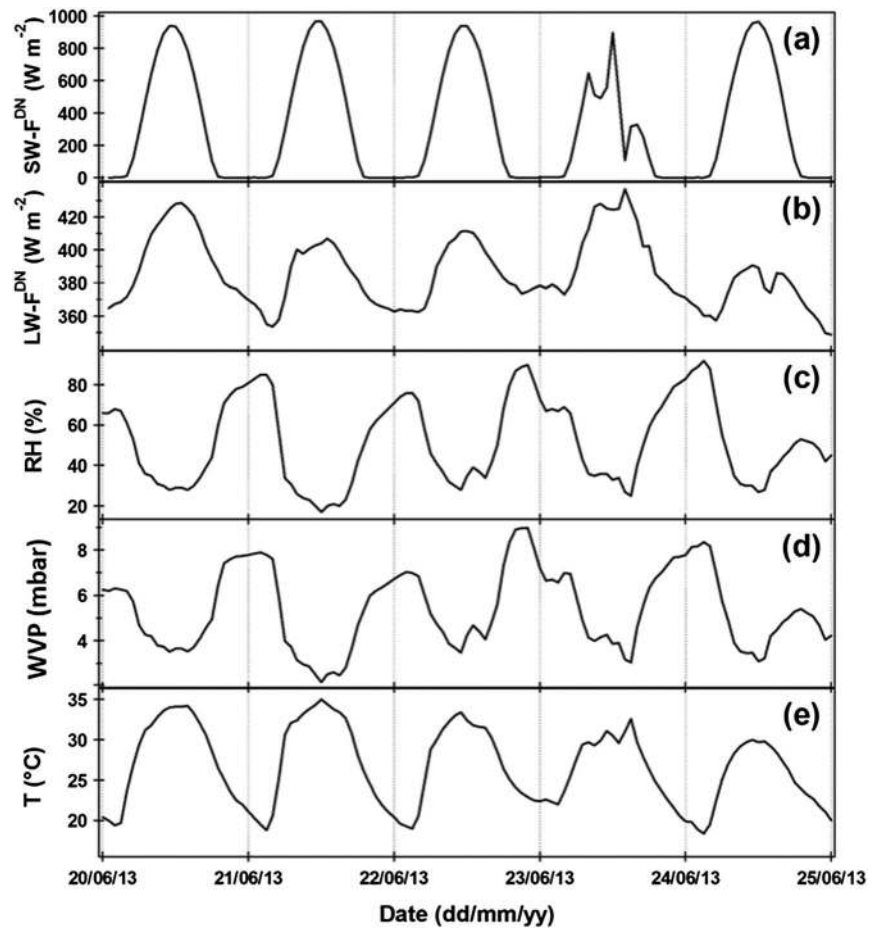 (a)
SW-F^DN (W m^-2)
1000
800
600
400
200
0
(b)
LW-F^DN (W m^-2)
420
400
380
360
(c)
RH (%)
80
60
40
20
(d)
WVP (mbar)
8
6
4
(e)
T (°C)
35
30
25
20
20/06/13 21/06/13 22/06/13 23/06/13 24/06/13 25/06/13
Date (dd/mm/yy)